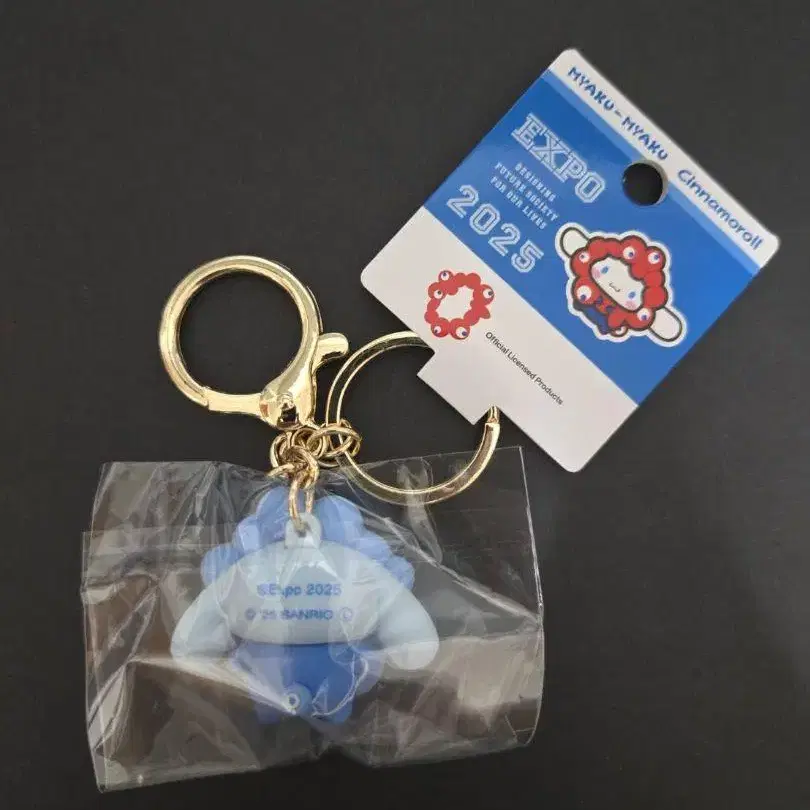 MYAKU-MYAKU Cinnamoroll
EXPO
DESIGNING
FUTURE SOCIETY
FOR OUR LIVES
2025
Official Licensed Products
©Expo 2025
© '25 SANRIO Ⓛ